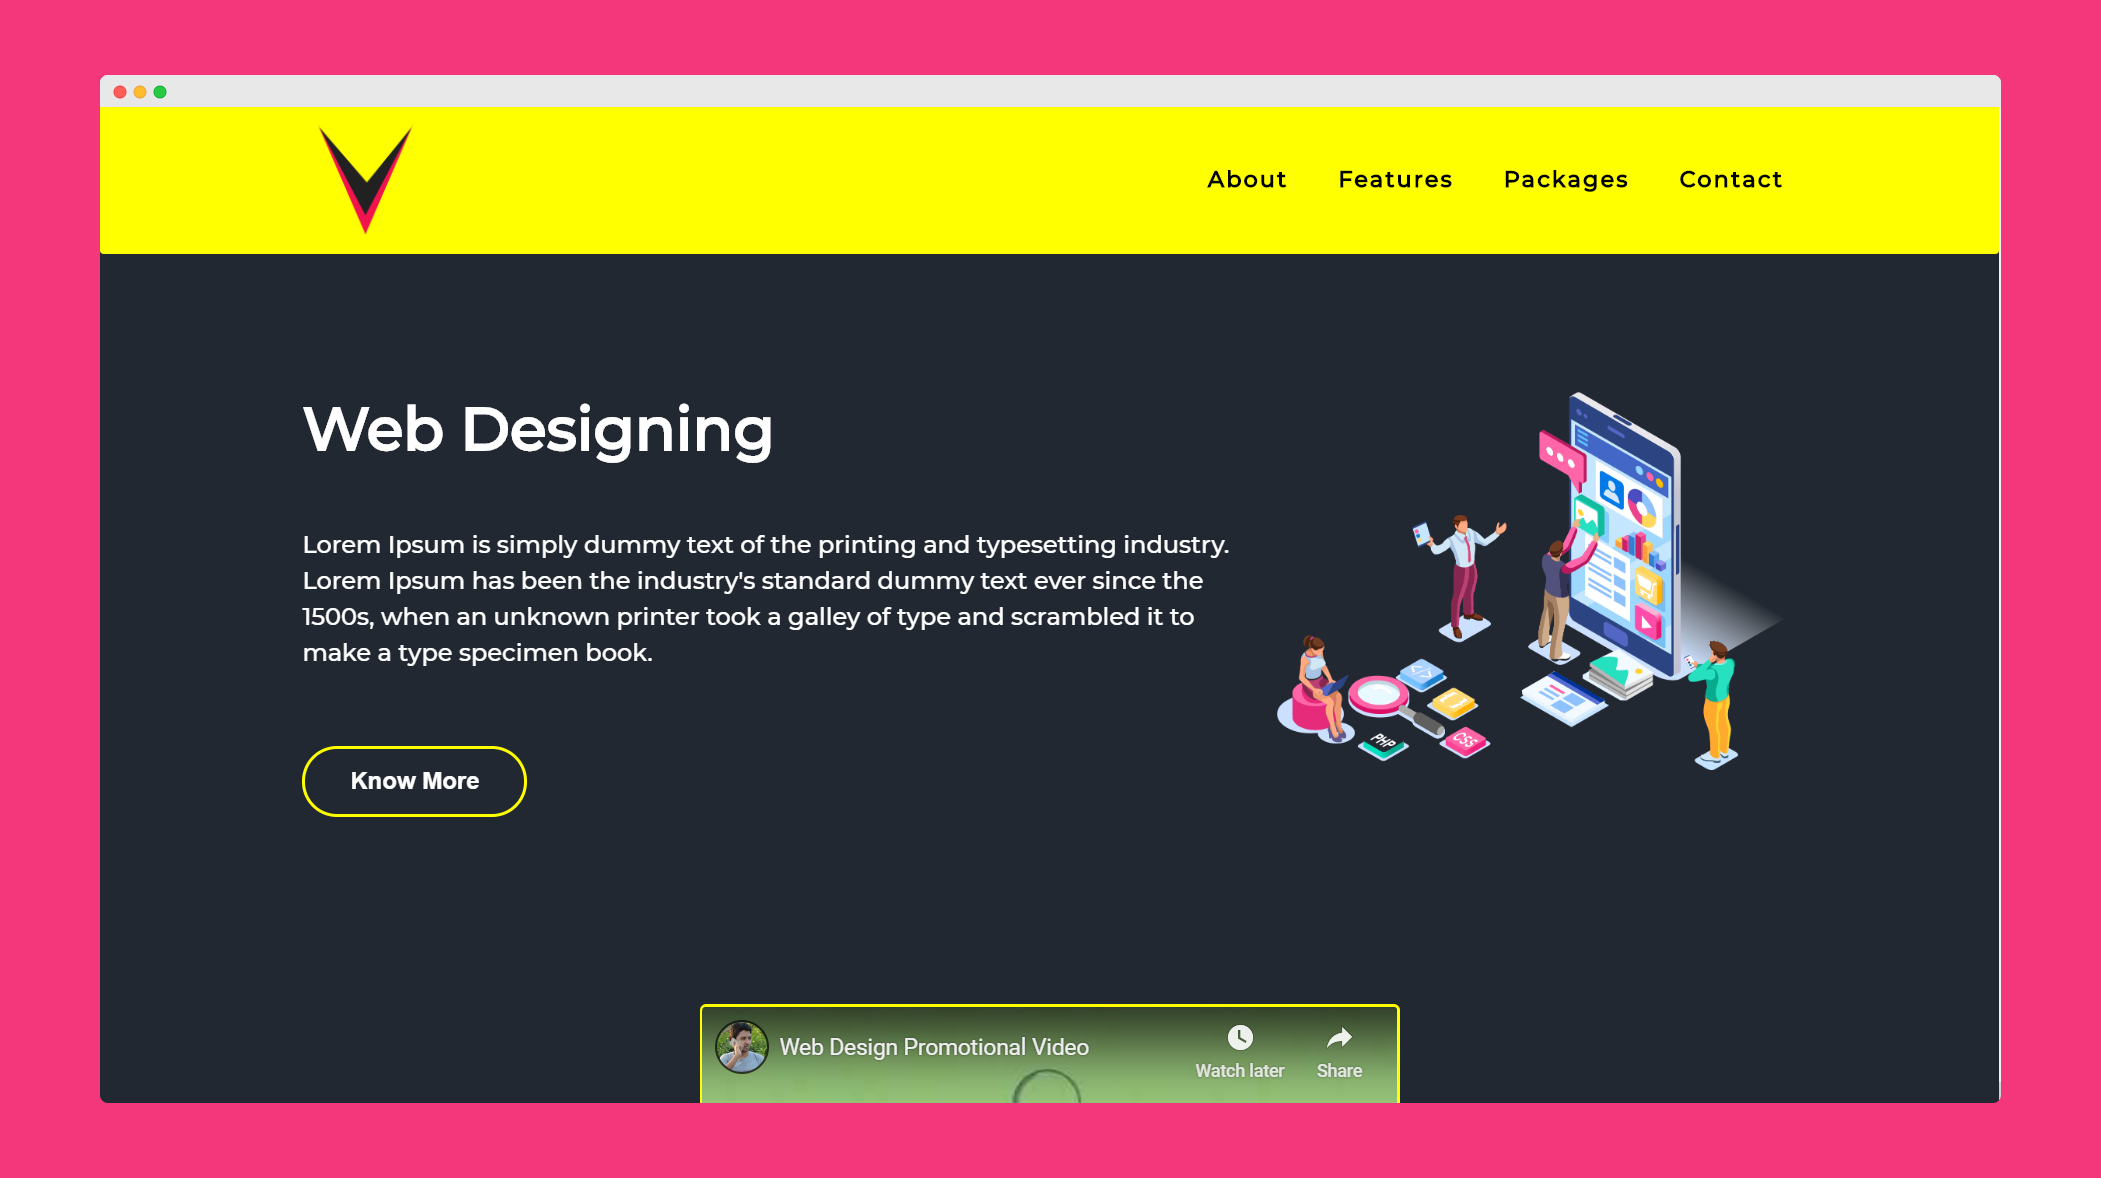 About Features Packages Contact
Web Designing
Lorem Ipsum is simply dummy text of the printing and typesetting industry.
Lorem Ipsum has been the industry's standard dummy text ever since the
1500s, when an unknown printer took a galley of type and scrambled it to
make a type specimen book.
Know More
</>
PHP
CSS
Web Design Promotional Video
Watch later Share